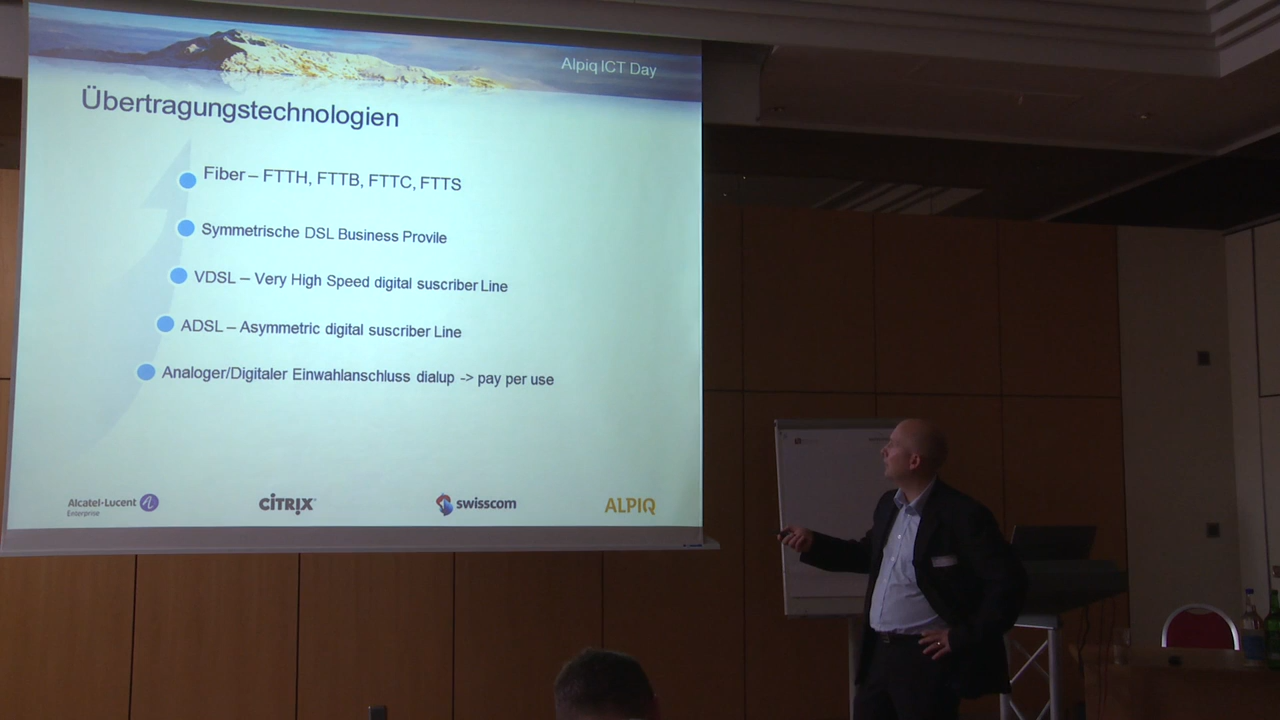 Alpiq ICT Day
Übertragungstechnologien
Fiber – FTTH, FTTB, FTTC, FTTS
Symmetrische DSL Business Provile
VDSL – Very High Speed digital suscriber Line
ADSL – Asymmetric digital suscriber Line
Analoger/Digitaler Einwahlanschluss dialup -> pay per use
Alcatel-Lucent
Enterprise
CITRIX
swisscom
ALPIQ